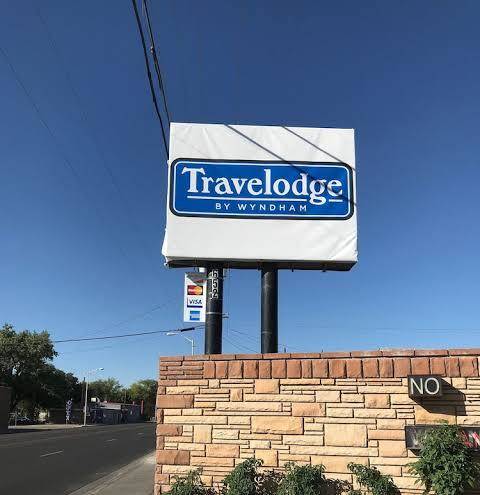 Travelodge
BY WYNDHAM
VISA
NO